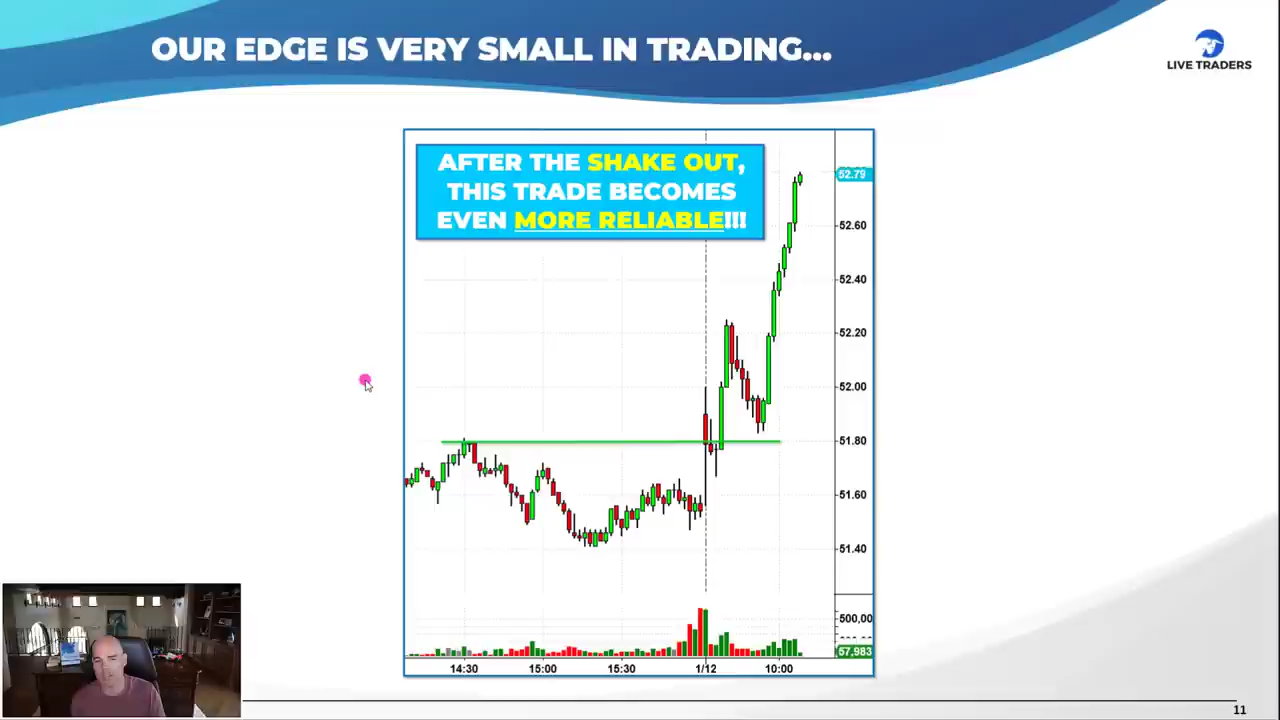 OUR EDGE IS VERY SMALL IN TRADING...
LIVE TRADERS
AFTER THE SHAKE OUT,
THIS TRADE BECOMES
EVEN MORE RELIABLE!!!
52.79
52.60
52.40
52.20
52.00
51.80
51.60
51.40
500,00
57,983
14:30 15:00 15:30 1/12 10:00
11